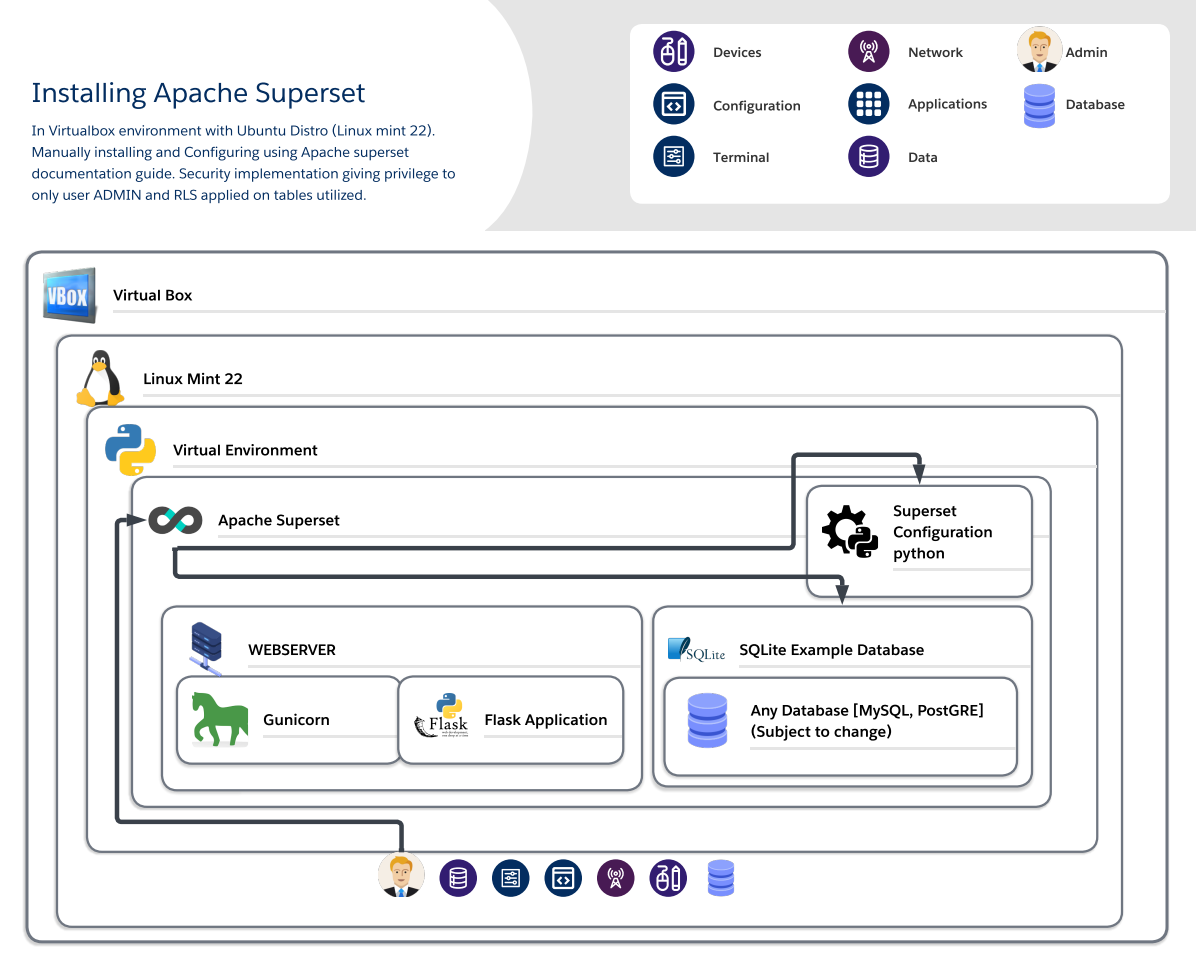 Installing Apache Superset
In Virtualbox environment with Ubuntu Distro (Linux mint 22).
Manually installing and Configuring using Apache superset
documentation guide. Security implementation giving privilege to
only user ADMIN and RLS applied on tables utilized.
Devices
Network
Admin
Configuration
Applications
Database
Terminal
Data
VBOX
Virtual Box
Linux Mint 22
Virtual Environment
Apache Superset
Superset
Configuration
python
WEBSERVER
SQLite
SQLite Example Database
Gunicorn
Flask
Flask Application
Any Database [MySQL, PostGRE]
(Subject to change)